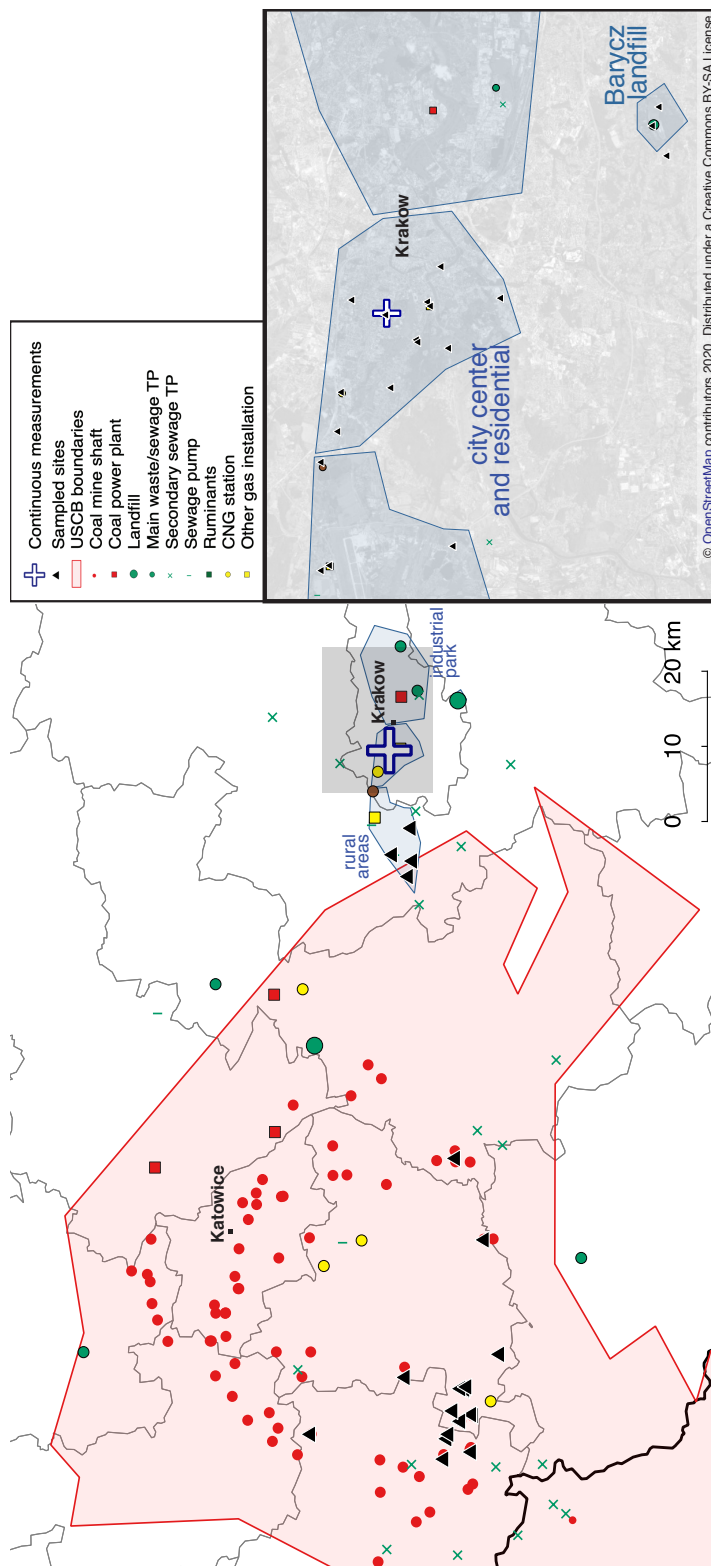 Continuous measurements
Sampled sites
USCB boundaries
Coal mine shaft
Coal power plant
Landfill
Main waste/sewage TP
Secondary sewage TP
Sewage pump
Ruminants
CNG station
Other gas installation
Katowice
rural
areas
Krakow
industrial
park
0 10 20 km
Krakow
city center
and residential
Barycz
landfill
© OpenStreetMap contributors 2020. Distributed under a Creative Commons BY-SA License